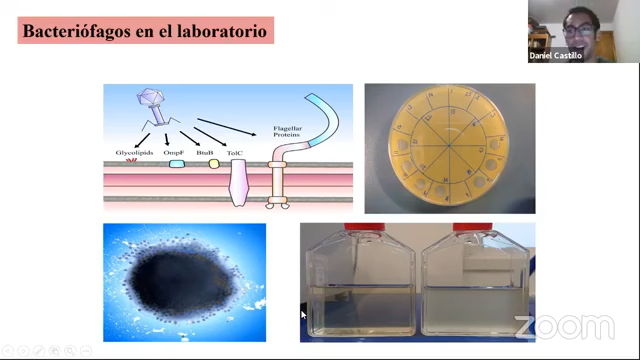 Bacteriófagos en el laboratorio
Daniel Castillo
Flagellar
Proteins
Glycolipids OmpF BtuB TolC
zoom